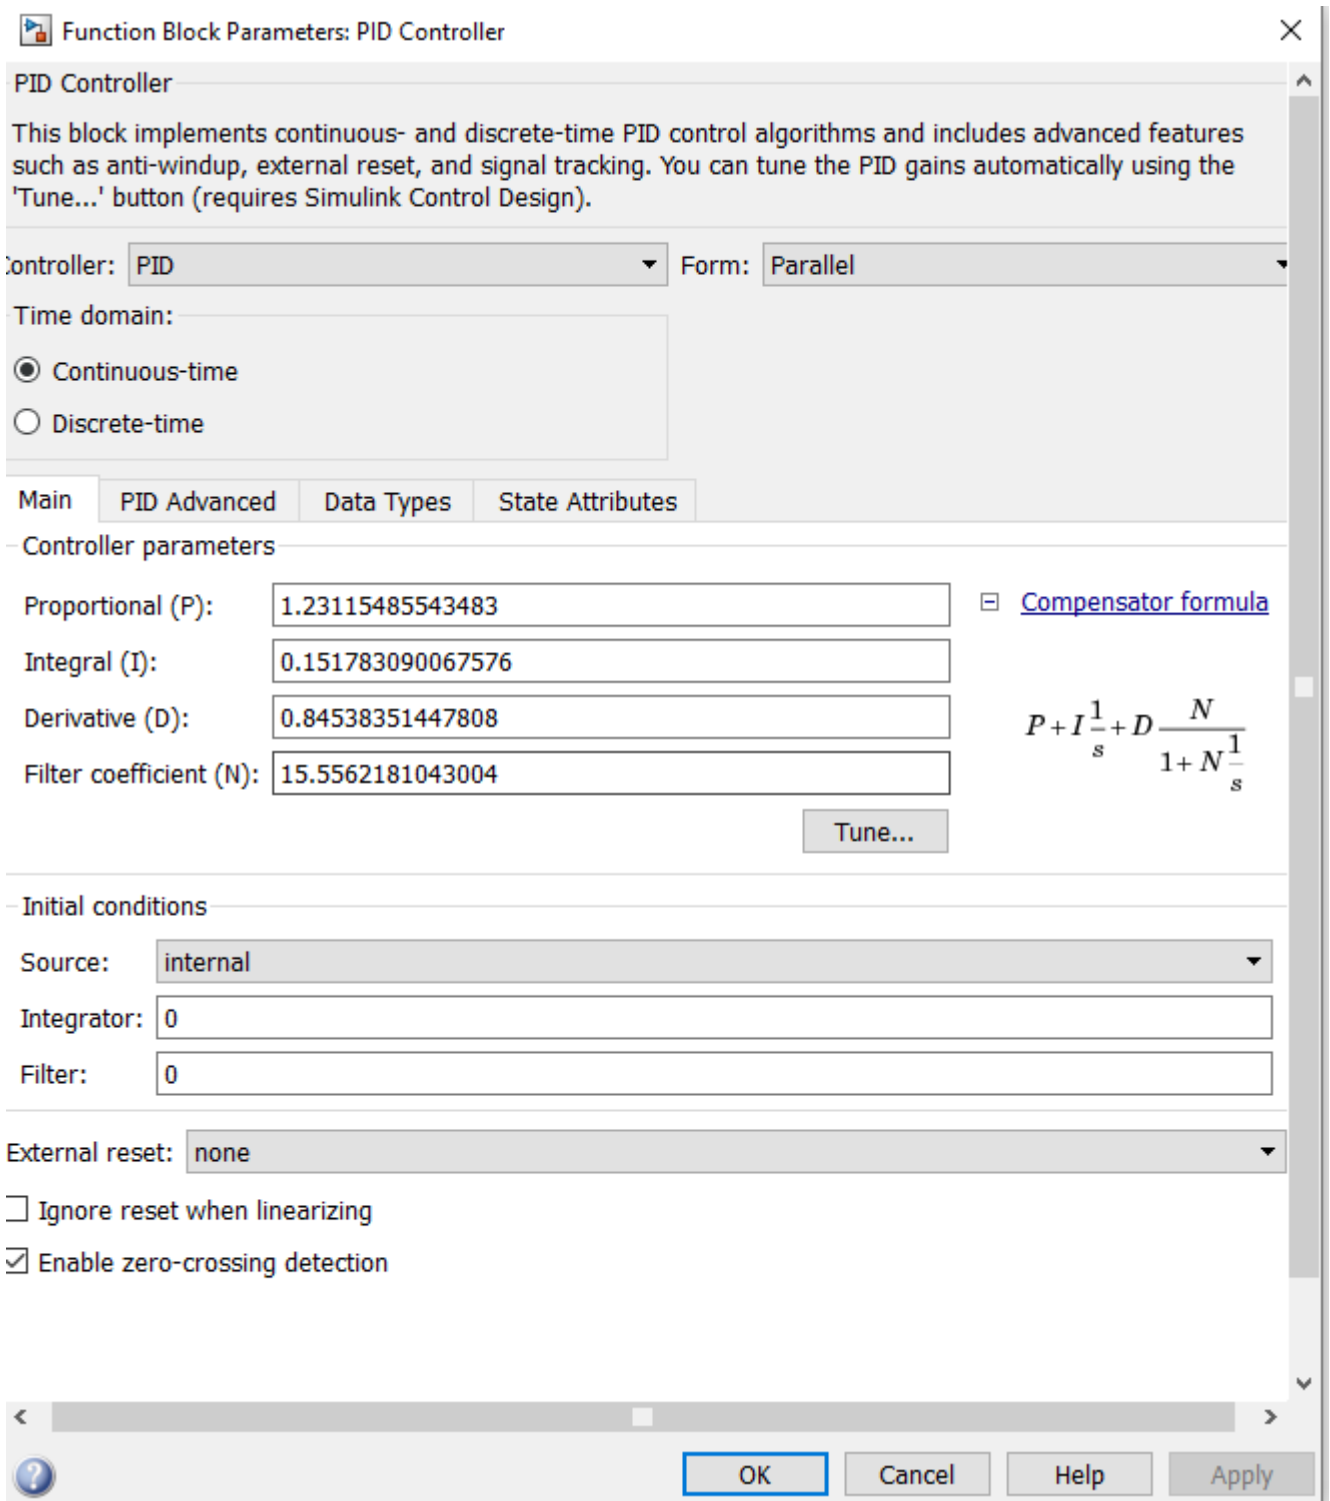 Function Block Parameters: PID Controller
PID Controller
This block implements continuous- and discrete-time PID control algorithms and includes advanced features
such as anti-windup, external reset, and signal tracking. You can tune the PID gains automatically using the
'Tune...' button (requires Simulink Control Design).
ontroller: PID Form: Parallel
Time domain:
Continuous-time
Discrete-time
Main PID Advanced Data Types State Attributes
Controller parameters
Proportional (P): 1.23115485543483 Compensator formula
Integral (I): 0.151783090067576
Derivative (D): 0.84538351447808
P + I 1/s + D N/(1 + N 1/s)
Filter coefficient (N): 15.5562181043004
Tune...
Initial conditions
Source: internal
Integrator: 0
Filter: 0
External reset: none
Ignore reset when linearizing
Enable zero-crossing detection
? OK Cancel Help Apply